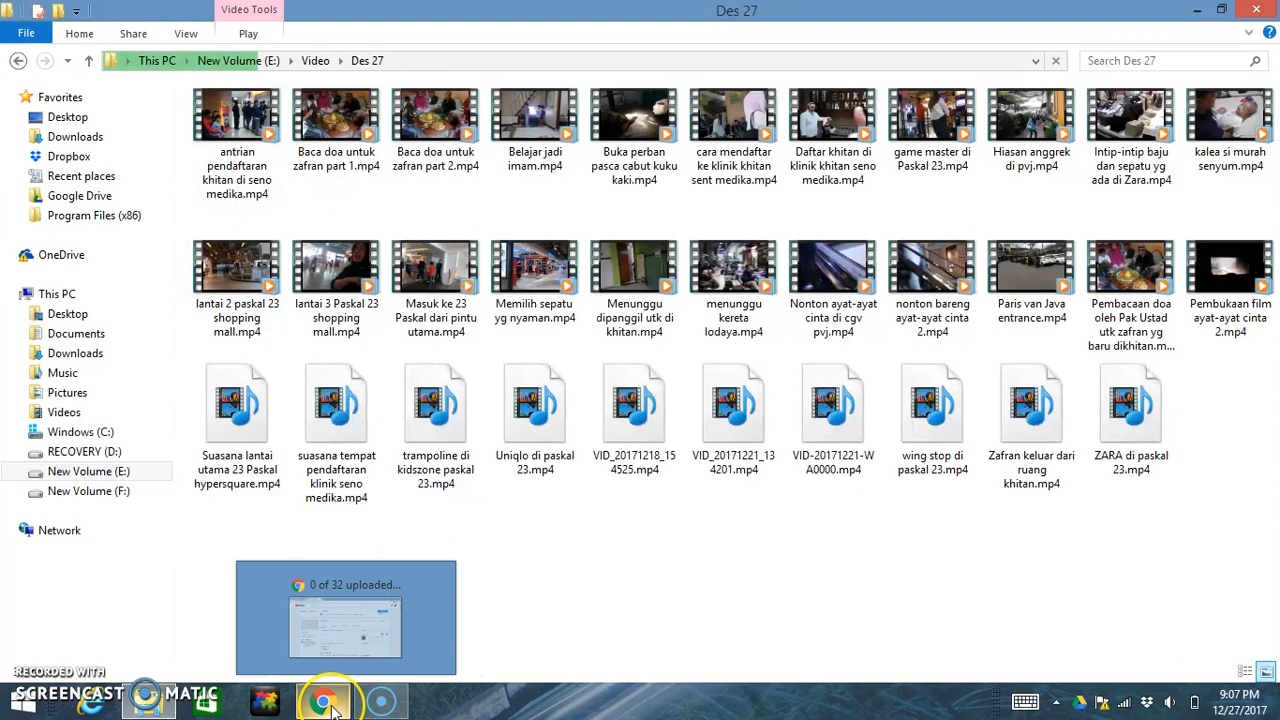 Video Tools
Des 27
File
Home
Share
View
Play
This PC
New Volume (E:)
Video
Des 27
Search Des 27
Favorites
Desktop
Downloads
Dropbox
Recent places
Google Drive
Program Files (x86)
OneDrive
This PC
Desktop
Documents
Downloads
Music
Pictures
Videos
Windows (C:)
RECOVERY (D:)
New Volume (E:)
New Volume (F:)
Network
antrian
pendaftaran
khitan di seno
medika.mp4
Baca doa untuk
zafran part 1.mp4
Baca doa untuk
zafran part 2.mp4
Belajar jadi
imam.mp4
Buka perban
pasca cabut kuku
kaki.mp4
cara mendaftar
ke klinik khitan
sent medika.mp4
Daftar khitan di
klinik khitan seno
medika.mp4
game master di
Paskal 23.mp4
Hiasan anggrek
di pvj.mp4
Intip-intip baju
dan sepatu yg
ada di Zara.mp4
kalea si murah
senyum.mp4
lantai 2 paskal 23
shopping
mall.mp4
lantai 3 Paskal 23
shopping
mall.mp4
Masuk ke 23
Paskal dari pintu
utama.mp4
Memilih sepatu
yg nyaman.mp4
Menunggu
dipanggil utk di
khitan.mp4
menunggu
kereta
lodaya.mp4
Nonton ayat-ayat
cinta di cgv
pvj.mp4
nonton bareng
ayat-ayat cinta
2.mp4
Paris van Java
entrance.mp4
Pembacaan doa
oleh Pak Ustad
utk zafran yg
baru dikhitan.m...
Pembukaan film
ayat-ayat cinta
2.mp4
Suasana lantai
utama 23 Paskal
hypersquare.mp4
suasana tempat
pendaftaran
klinik seno
medika.mp4
trampoline di
kidszone paskal
23.mp4
Uniqlo di paskal
23.mp4
VID_20171218_15
4525.mp4
VID_20171221_13
4201.mp4
VID-20171221-W
A0000.mp4
wing stop di
paskal 23.mp4
Zafran keluar dari
ruang
khitan.mp4
ZARA di paskal
23.mp4
0 of 32 uploaded...
RECORDED WITH
SCREENCAST MATIC
9:07 PM
12/27/2017